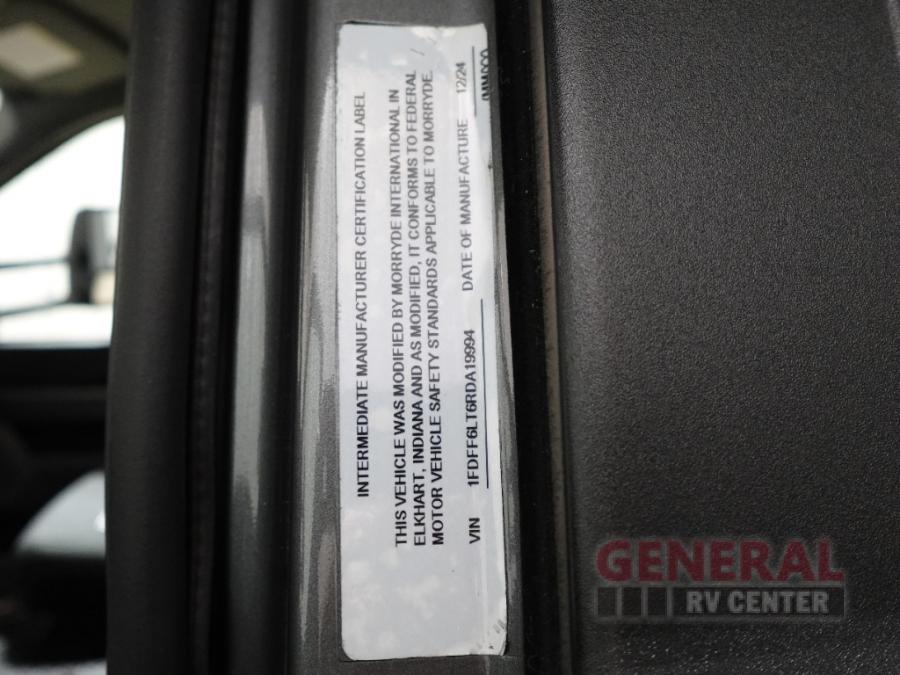 INTERMEDIATE MANUFACTURER CERTIFICATION LABEL
THIS VEHICLE WAS MODIFIED BY MORRYDE INTERNATIONAL IN
ELKHART, INDIANA AND AS MODIFIED, IT CONFORMS TO FEDERAL
MOTOR VEHICLE SAFETY STANDARDS APPLICABLE TO MORRYDE.
VIN 1FDFF6LT6RDA19994 DATE OF MANUFACTURE 12/24
GENERAL
RV CENTER